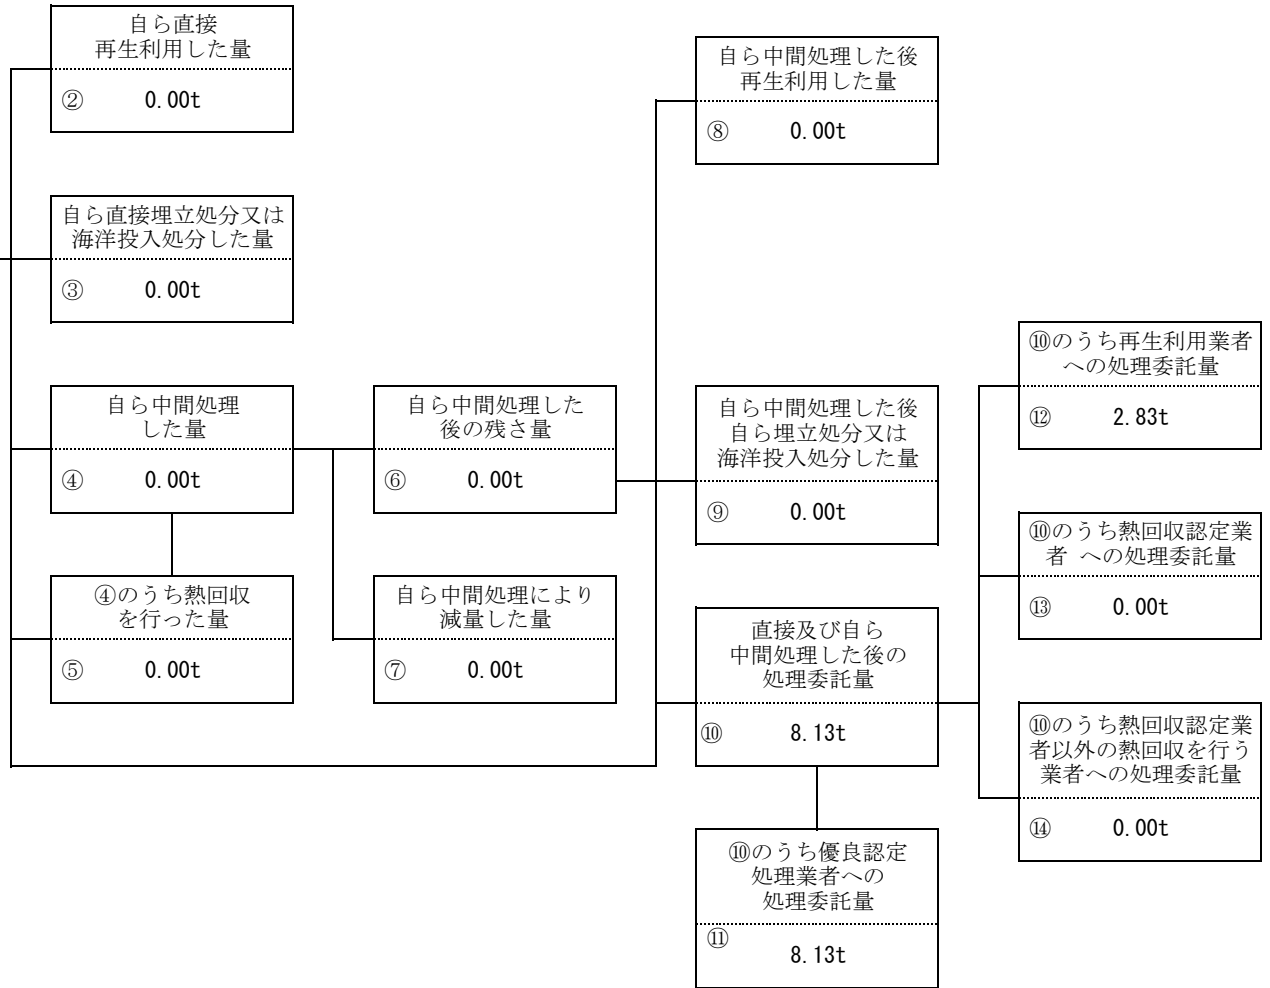 自ら直接
再生利用した量
② 0.00t
自ら直接埋立処分又は
海洋投入処分した量
③ 0.00t
自ら中間処理
した量
④ 0.00t
④のうち熱回収
を行った量
⑤ 0.00t
自ら中間処理した
後の残さ量
⑥ 0.00t
自ら中間処理により
減量した量
⑦ 0.00t
自ら中間処理した後
再生利用した量
⑧ 0.00t
自ら中間処理した後
自ら埋立処分又は
海洋投入処分した量
⑨ 0.00t
直接及び自ら
中間処理した後の
処理委託量
⑩ 8.13t
⑩のうち優良認定
処理業者への
処理委託量
⑪
8.13t
⑩のうち再生利用業者
への処理委託量
⑫ 2.83t
⑩のうち熱回収認定業
者 への処理委託量
⑬ 0.00t
⑩のうち熱回収認定業
者以外の熱回収を行う
業者への処理委託量
⑭ 0.00t